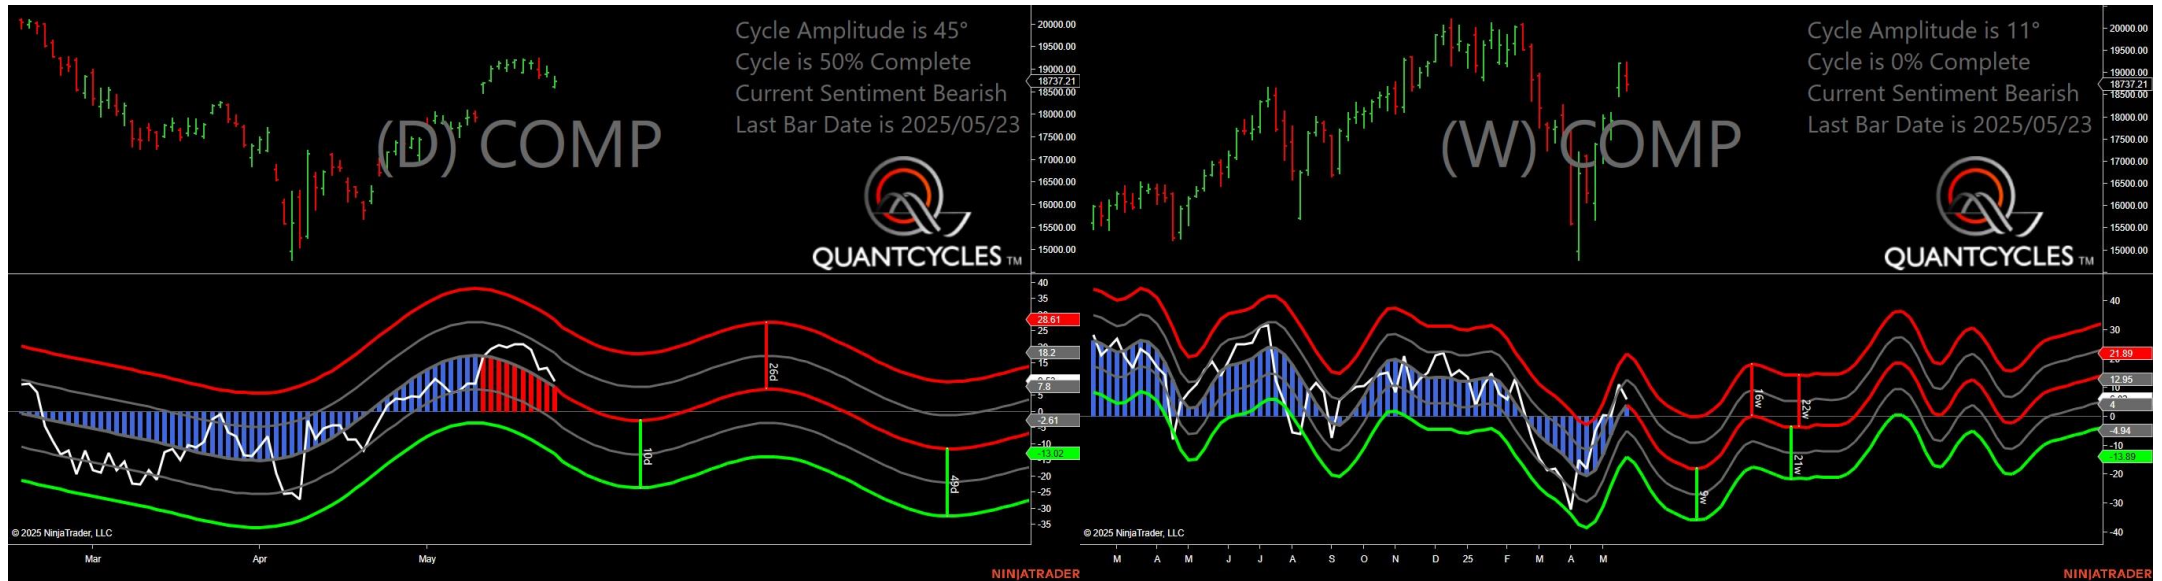 Cycle Amplitude is 45°
Cycle is 50% Complete
Current Sentiment Bearish
Last Bar Date is 2025/05/23
(D) COMP
QUANTCYCLES TM
20000.00
19500.00
19000.00
18737.21
18500.00
18000.00
17500.00
17000.00
16500.00
16000.00
15500.00
15000.00
40
35
28.61
25
18.2
15
7.8
5
0
-2.61
-10
-13.02
-20
-25
-30
-35
26d
10d
49d
© 2025 NinjaTrader, LLC
Mar Apr May
NINJATRADER
Cycle Amplitude is 11°
Cycle is 0% Complete
Current Sentiment Bearish
Last Bar Date is 2025/05/23
(W) COMP
QUANTCYCLES TM
20000.00
19500.00
19000.00
18737.21
18500.00
18000.00
17500.00
17000.00
16500.00
16000.00
15500.00
15000.00
40
30
21.89
12.95
10
4
0
-4.94
-10
-13.89
-20
-30
-40
16w
22w
21w
9w
© 2025 NinjaTrader, LLC
M A M J J A S O N D 25 F M A M
NINJATRADER